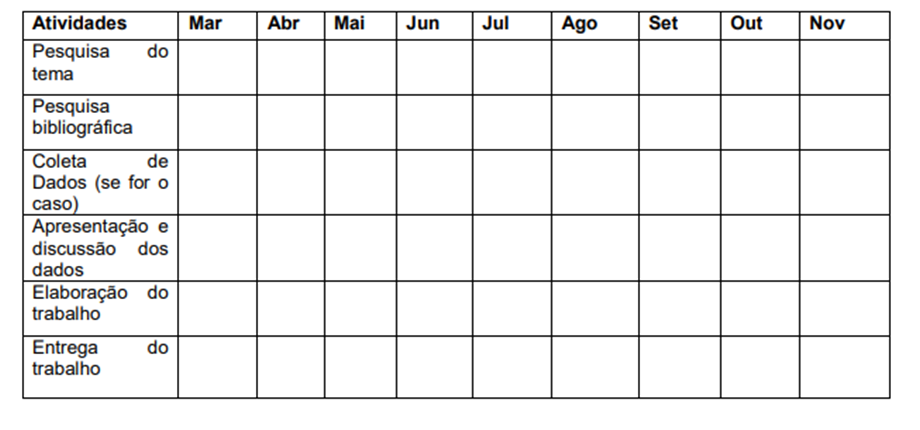 Atividades Mar Abr Mai Jun Jul Ago Set Out Nov
Pesquisa do
tema
Pesquisa
bibliográfica
Coleta de
Dados (se for o
caso)
Apresentação e
discussão dos
dados
Elaboração do
trabalho
Entrega do
trabalho